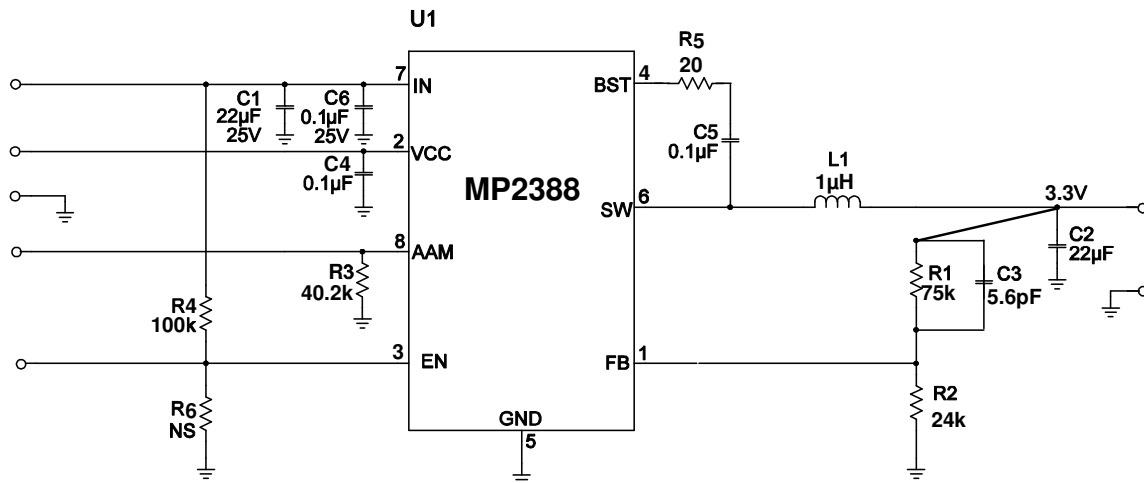 U1
7
IN
C1
22µF
25V
C6
0.1µF
25V
2
VCC
C4
0.1µF
8
AAM
R3
40.2k
R4
100k
3
EN
R6
NS
MP2388
GND
5
BST
4
R5
20
C5
0.1µF
SW
6
L1
1µH
3.3V
C2
22µF
R1
75k
C3
5.6pF
FB
1
R2
24k